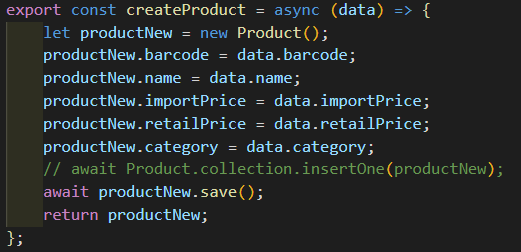 export const createProduct = async (data) => {
let productNew = new Product();
productNew.barcode = data.barcode;
productNew.name = data.name;
productNew.importPrice = data.importPrice;
productNew.retailPrice = data.retailPrice;
productNew.category = data.category;
// await Product.collection.insertOne(productNew);
await productNew.save();
return productNew;
};